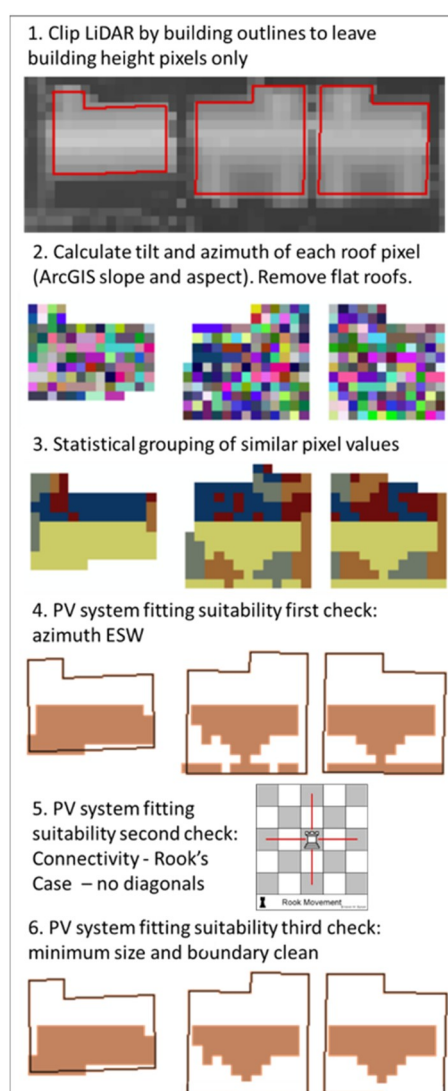 1. Clip LiDAR by building outlines to leave
building height pixels only
2. Calculate tilt and azimuth of each roof pixel
(ArcGIS slope and aspect). Remove flat roofs.
3. Statistical grouping of similar pixel values
4. PV system fitting suitability first check:
azimuth ESW
5. PV system fitting
suitability second check:
Connectivity - Rook's
Case – no diagonals
Rook Movement
6. PV system fitting suitability third check:
minimum size and boundary clean